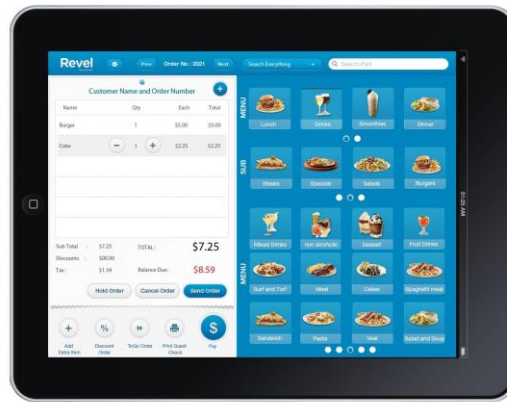 Revel
Prev
Order No : 2021
Next
Search Everything
Search iPad
Customer Name and Order Number
Name Qty Each Total
Burger 1 $5.00 $5.00
Coke − 1 + $2.25 $2.25
Sub Total : $7.25 TOTAL: $7.25
Discounts : $00.00
Tax : $1.34 Balance Due: $8.59
Hold Order Cancel Order Send Order
Add Extra Item
% Discount Order
ToGo Order
Print Guest Check
$ Pay
MENU
Lunch Drinks Smoothies Dinner
SUB
Steaks Specials Salads Burgers
MENU
Mixed Drinks Non alcoholic Dessert Fruit Drinks
Surf and Turf Meat Cakes Spaghetti meat
Sandwich Pasta Veal Salad and Soup
01:25 AM